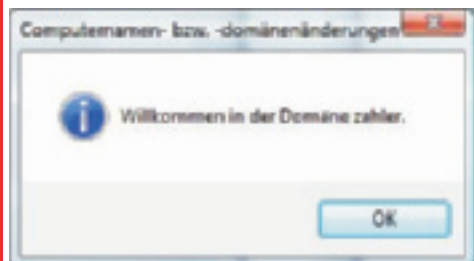 Computernamen- bzw. -domänenänderungen
Willkommen in der Domäne zahler.
OK